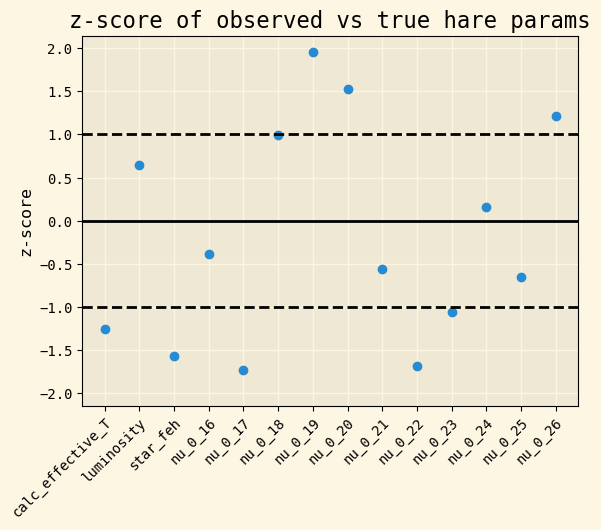 z-score of observed vs true hare params
z-score
2.0
1.5
1.0
0.5
0.0
−0.5
−1.0
−1.5
−2.0
calc_effective_T
luminosity
star_feh
nu_0_16
nu_0_17
nu_0_18
nu_0_19
nu_0_20
nu_0_21
nu_0_22
nu_0_23
nu_0_24
nu_0_25
nu_0_26